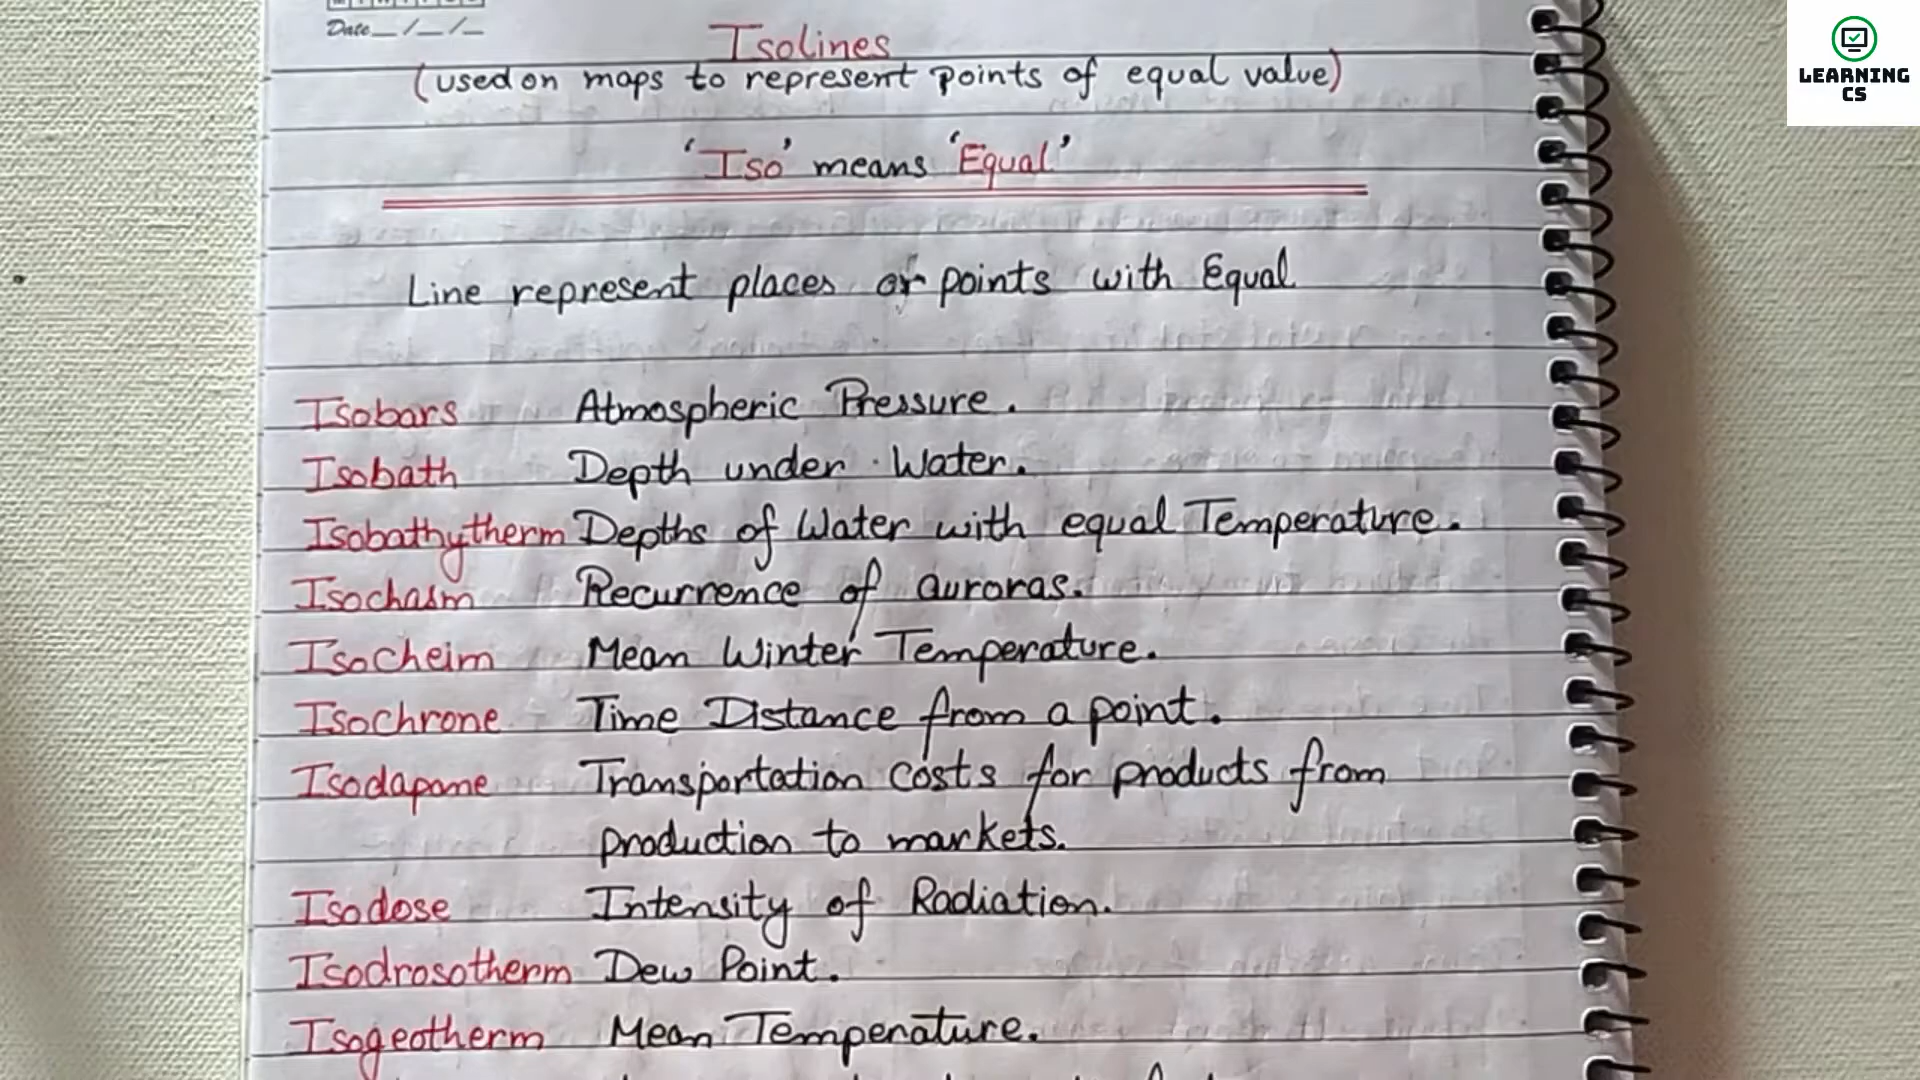 Date__/__/__
Isolines
(used on maps to represent points of equal value)
'Iso' means 'Equal'
Line represent places or points with Equal
Isobars Atmospheric Pressure.
Isobath Depth under Water.
Isobathytherm Depths of Water with equal Temperature.
Isochasm Recurrence of auroras.
Isocheim Mean Winter Temperature.
Isochrone Time Distance from a point.
Isodapane Transportation costs for products from
production to markets.
Isodose Intensity of Radiation.
Isodrosotherm Dew Point.
Isogeotherm Mean Temperature.
LEARNING
CS